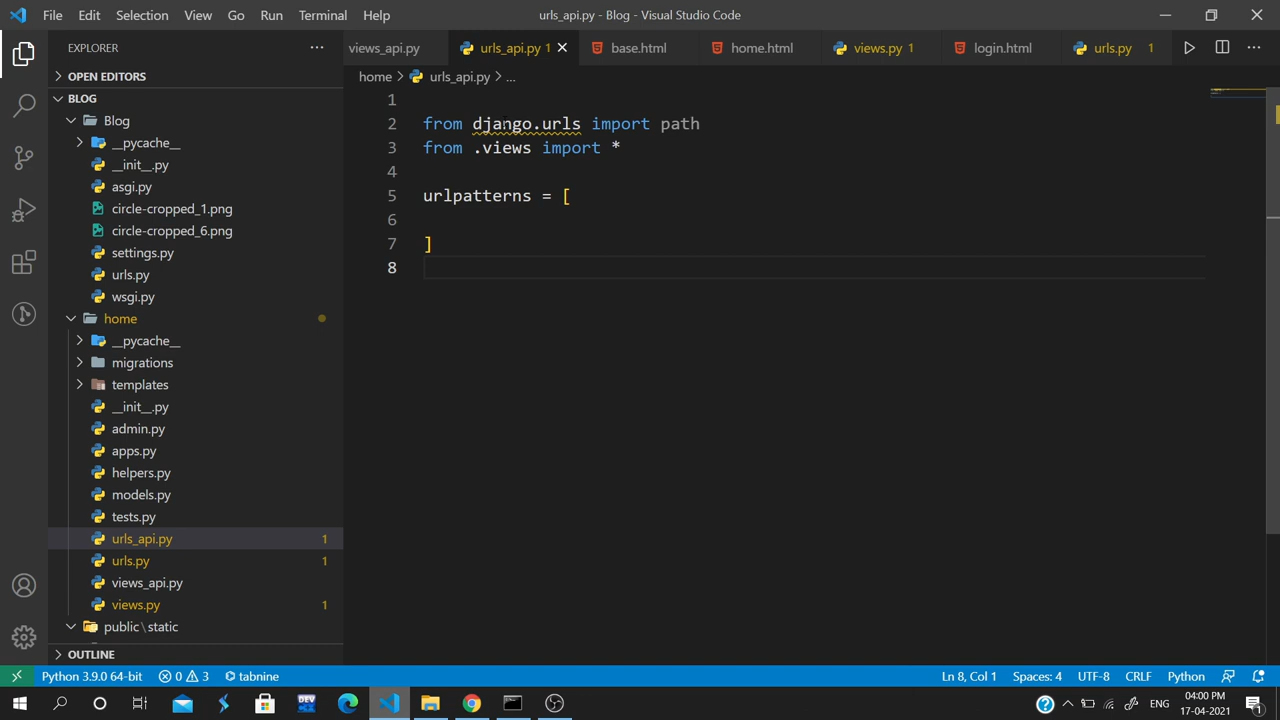 File Edit Selection View Go Run Terminal Help
urls_api.py - Blog - Visual Studio Code
EXPLORER
views_api.py
urls_api.py 1
base.html
home.html
views.py 1
login.html
urls.py 1
OPEN EDITORS
home > urls_api.py > ...
BLOG
Blog
__pycache__
__init__.py
asgi.py
circle-cropped_1.png
circle-cropped_6.png
settings.py
urls.py
wsgi.py
home
__pycache__
migrations
templates
__init__.py
admin.py
apps.py
helpers.py
models.py
tests.py
urls_api.py 1
urls.py 1
views_api.py
views.py 1
public\static
OUTLINE
1
2 from django.urls import path
3 from .views import *
4
5 urlpatterns = [
6
7 ]
8
Python 3.9.0 64-bit 0 3 tabnine
Ln 8, Col 1 Spaces: 4 UTF-8 CRLF Python
DEV
ENG
04:00 PM
17-04-2021
1